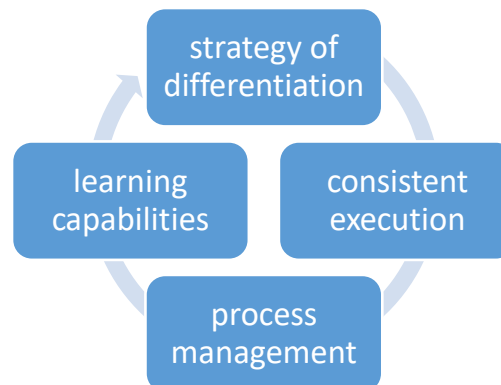 strategy of
differentiation
learning
capabilities
consistent
execution
process
management